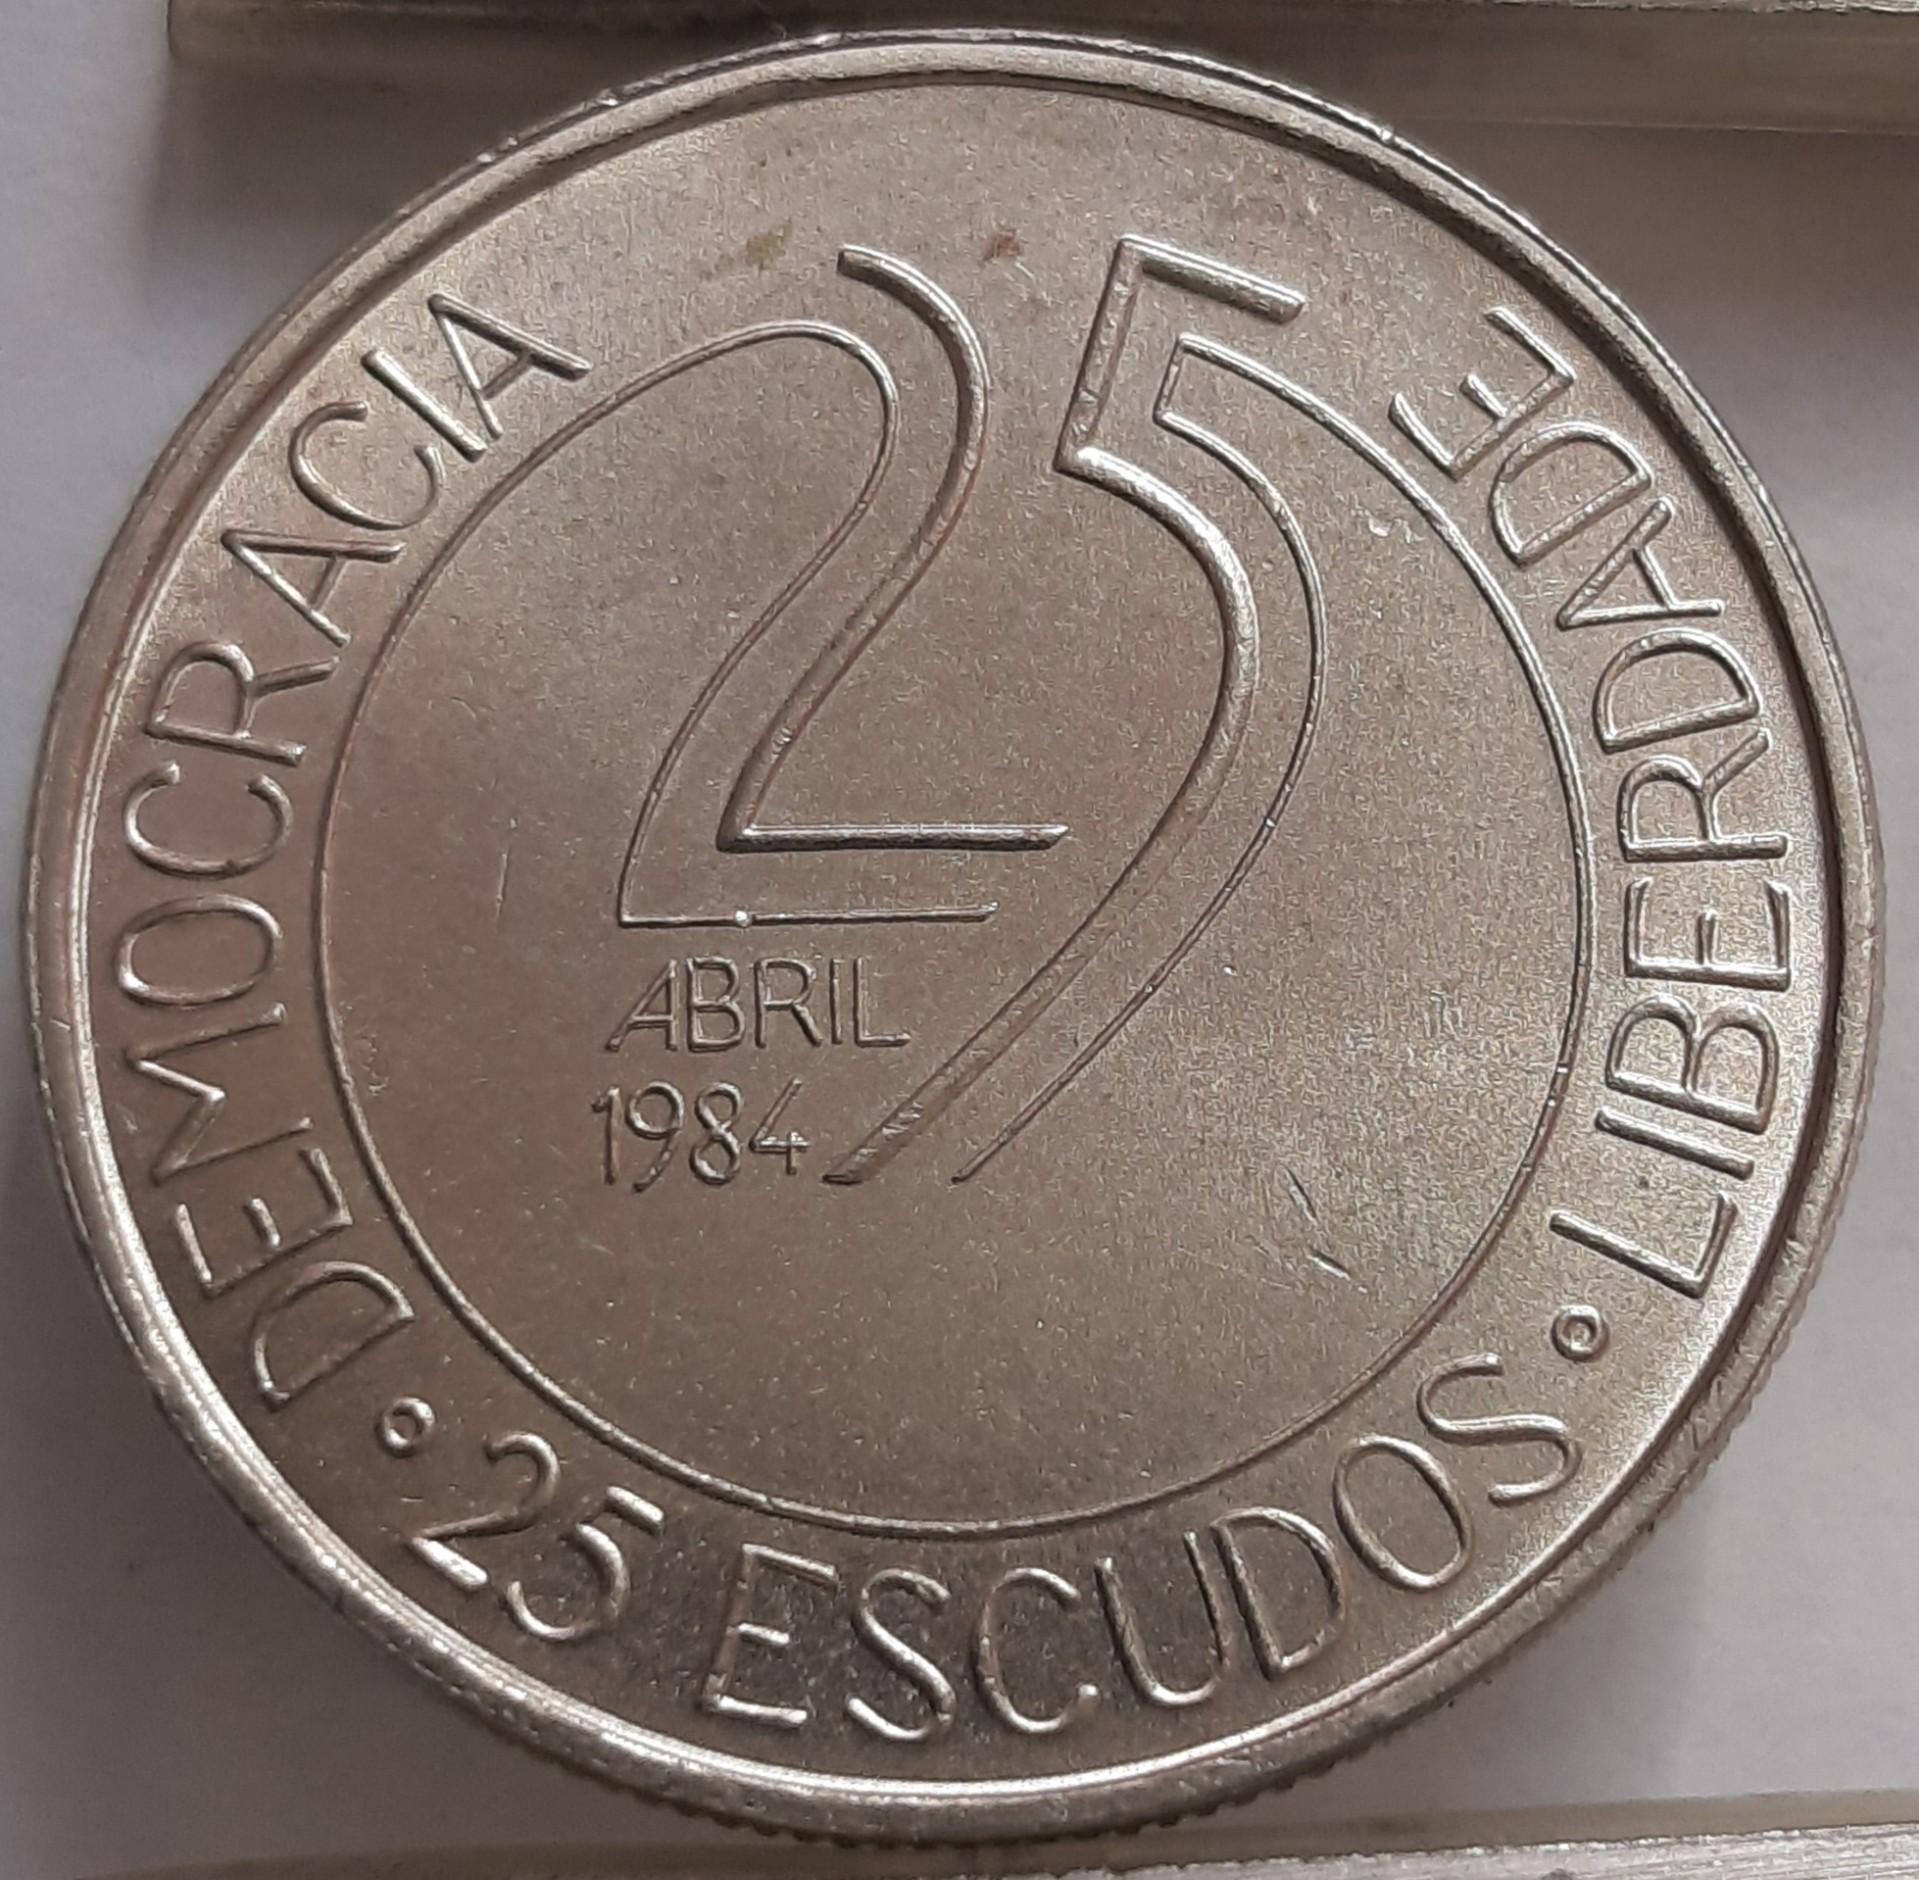 DEMOCRACIA
25
ABRIL
1984
LIBERDADE
25 ESCUDOS